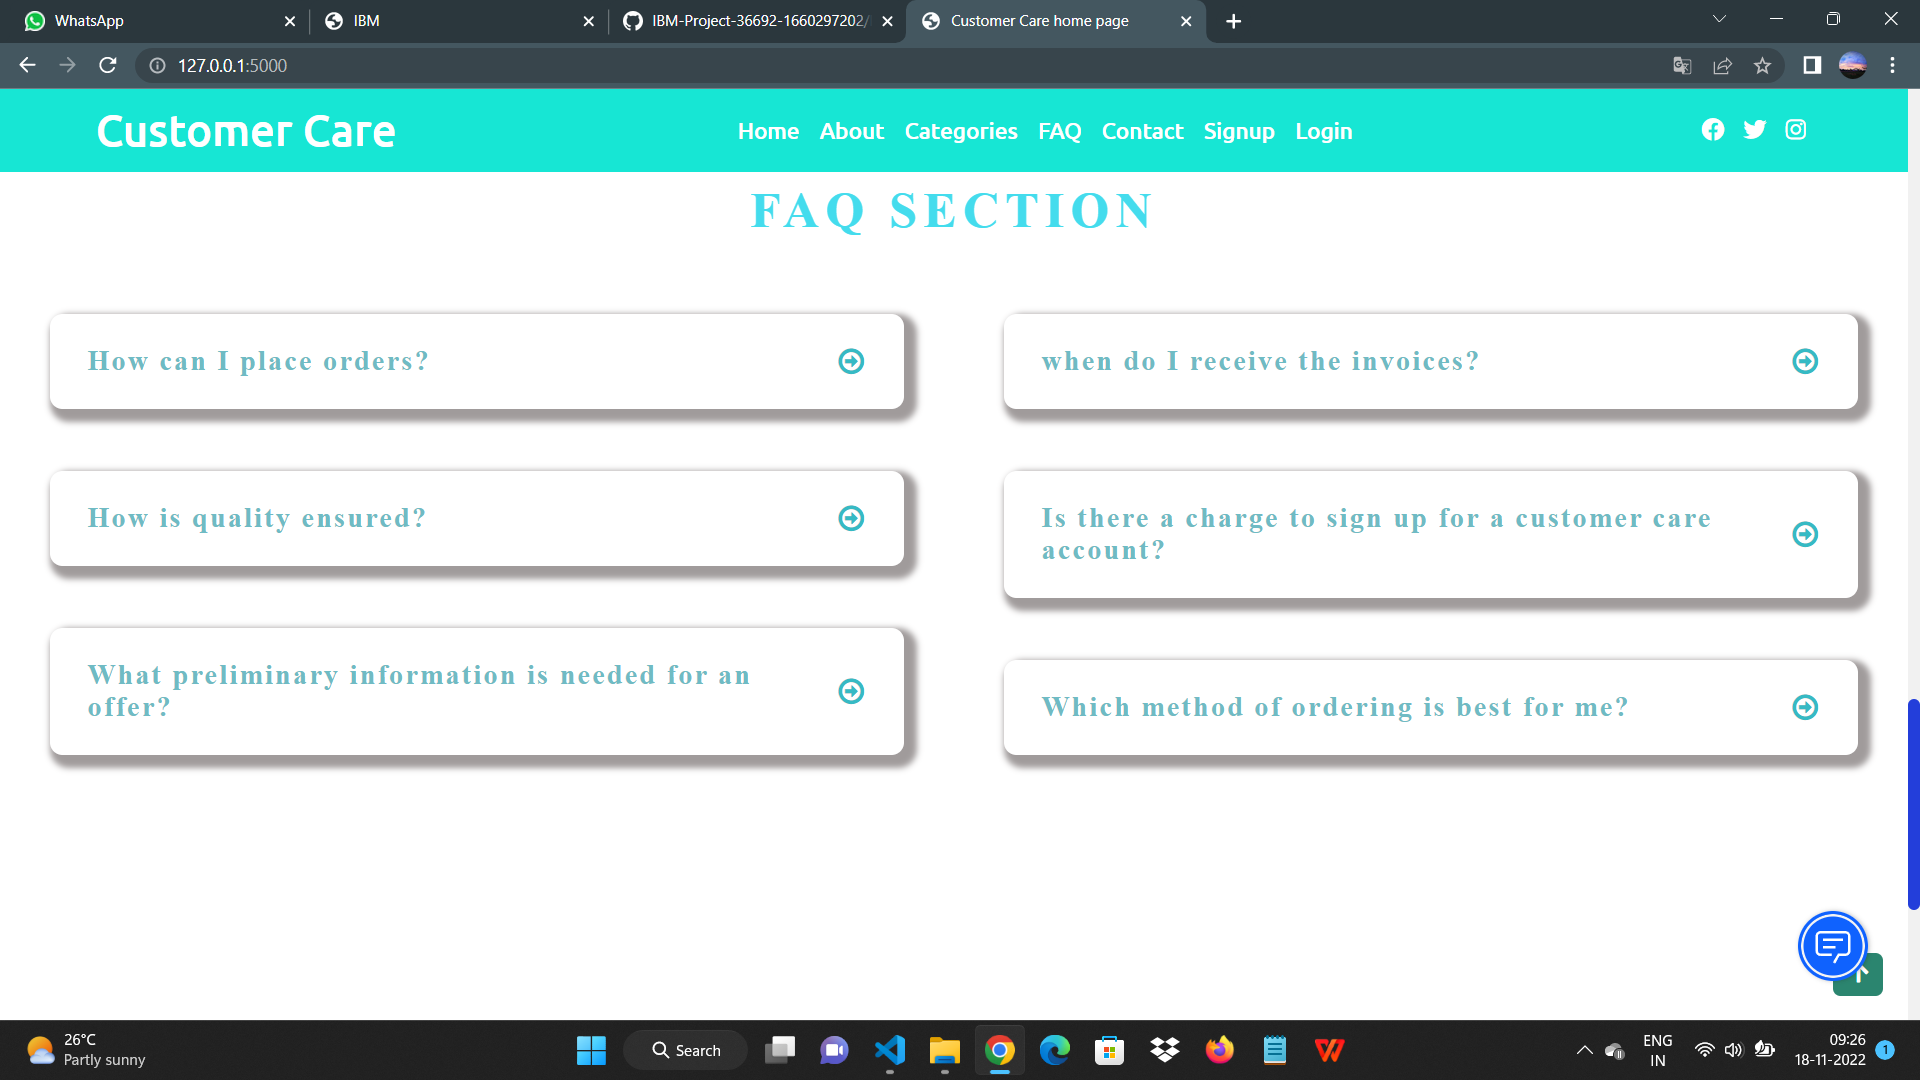 WhatsApp
IBM
IBM-Project-36692-1660297202/
Customer Care home page
127.0.0.1:5000
Customer Care
Home About Categories FAQ Contact Signup Login
FAQ SECTION
How can I place orders?
when do I receive the invoices?
How is quality ensured?
Is there a charge to sign up for a customer care
account?
What preliminary information is needed for an
offer?
Which method of ordering is best for me?
26°C
Partly sunny
Search
ENG
IN
09:26
18-11-2022
1